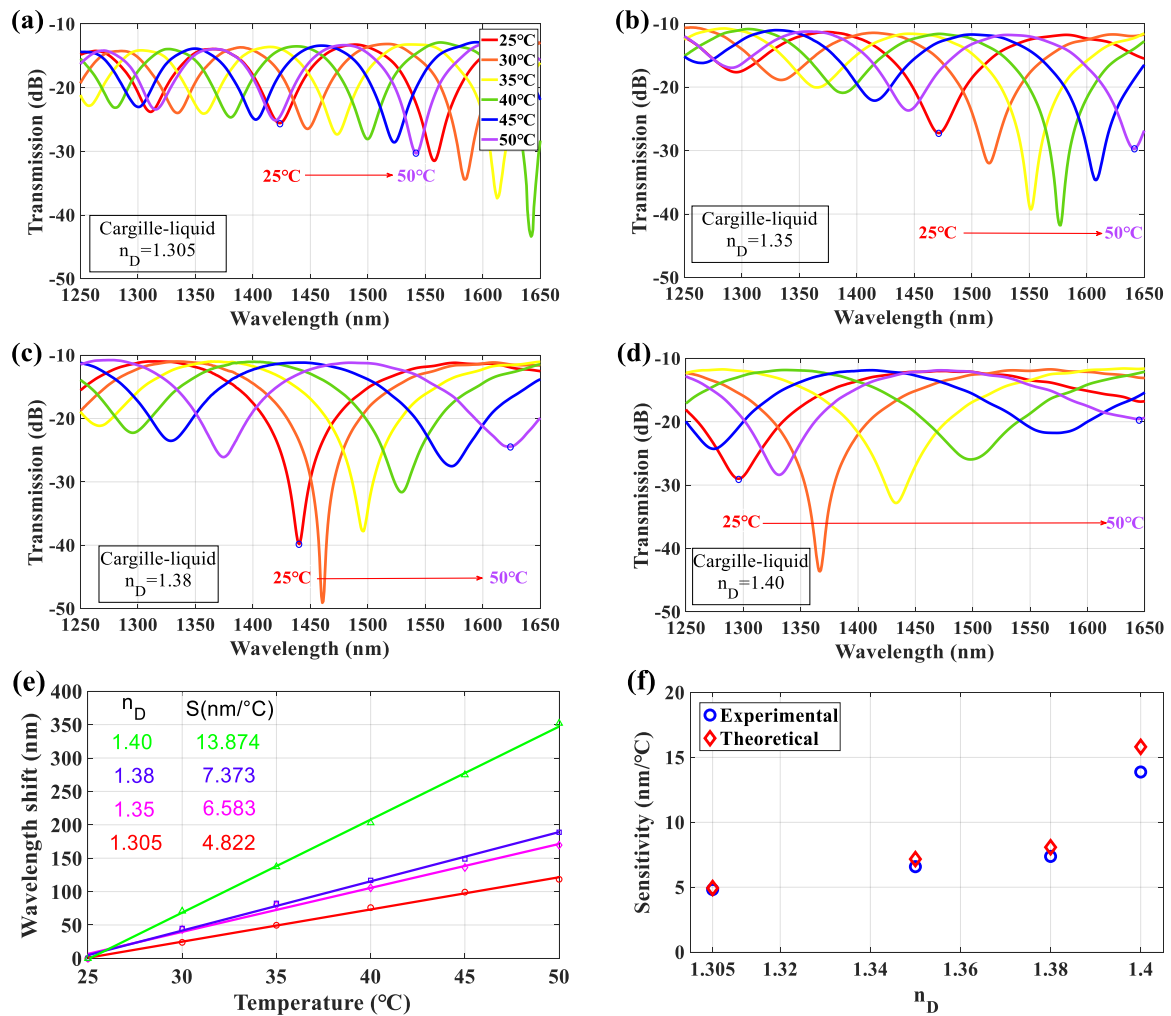 (a)
-10
-20
-30
-40
-50
Transmission (dB)
25℃
30℃
35℃
40℃
45℃
50℃
25℃
50℃
Cargille-liquid
n_D=1.305
1250 1300 1350 1400 1450 1500 1550 1600 1650
Wavelength (nm)
(b)
-10
-20
-30
-40
-50
Transmission (dB)
25℃
50℃
Cargille-liquid
n_D=1.35
1250 1300 1350 1400 1450 1500 1550 1600 1650
Wavelength (nm)
(c)
-10
-20
-30
-40
-50
Transmission (dB)
Cargille-liquid
n_D=1.38
25℃
50℃
1250 1300 1350 1400 1450 1500 1550 1600 1650
Wavelength (nm)
(d)
-10
-20
-30
-40
-50
Transmission (dB)
25℃
50℃
Cargille-liquid
n_D=1.40
1250 1300 1350 1400 1450 1500 1550 1600 1650
Wavelength (nm)
(e)
400
350
300
250
200
150
100
50
0
Wavelength shift (nm)
n_D S(nm/°C)
1.40 13.874
1.38 7.373
1.35 6.583
1.305 4.822
25 30 35 40 45 50
Temperature (℃)
(f)
20
15
10
5
0
Sensitivity (nm/℃)
Experimental
Theoretical
1.305 1.32 1.34 1.36 1.38 1.4
n_D